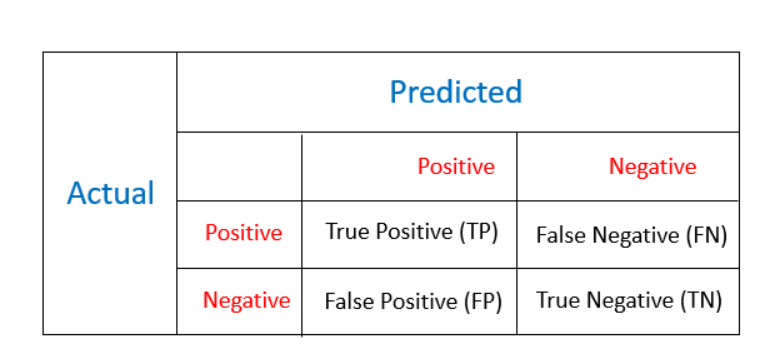 Predicted
Actual
Positive Negative
Positive True Positive (TP) False Negative (FN)
Negative False Positive (FP) True Negative (TN)